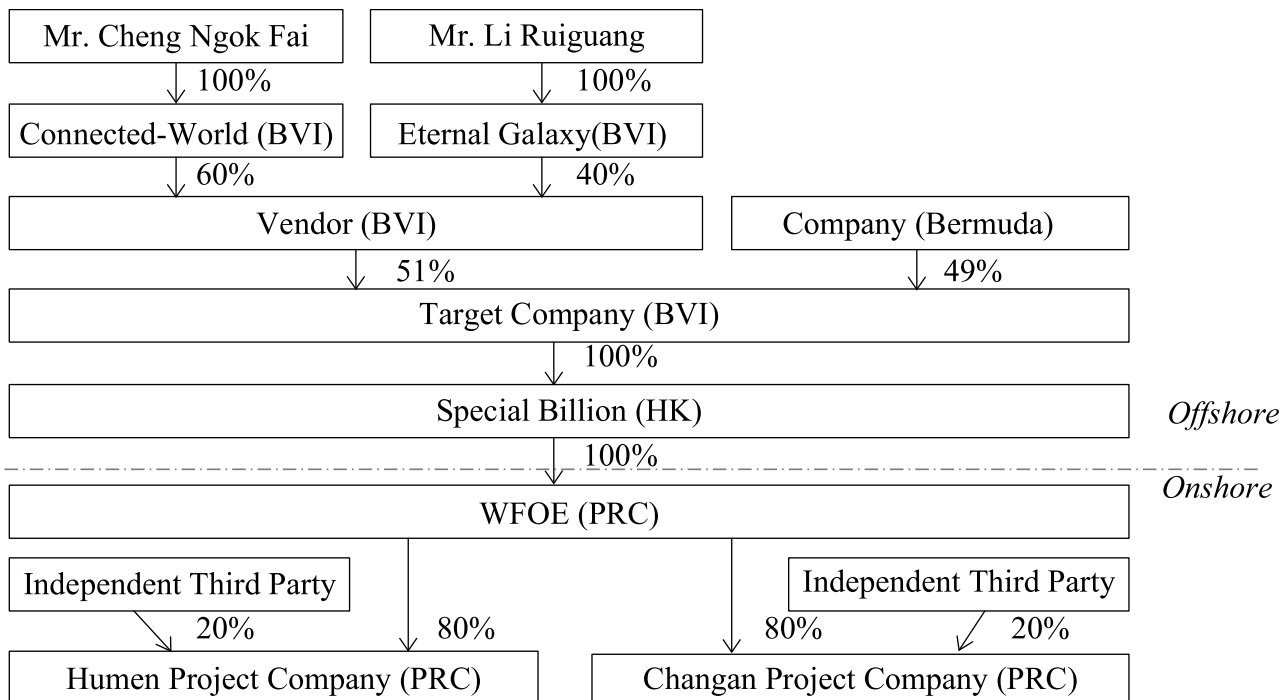 Mr. Cheng Ngok Fai
Mr. Li Ruiguang
100%
100%
Connected-World (BVI)
Eternal Galaxy(BVI)
60%
40%
Vendor (BVI)
Company (Bermuda)
51%
49%
Target Company (BVI)
100%
Special Billion (HK)
Offshore
100%
Onshore
WFOE (PRC)
Independent Third Party
Independent Third Party
20%
80%
80%
20%
Humen Project Company (PRC)
Changan Project Company (PRC)